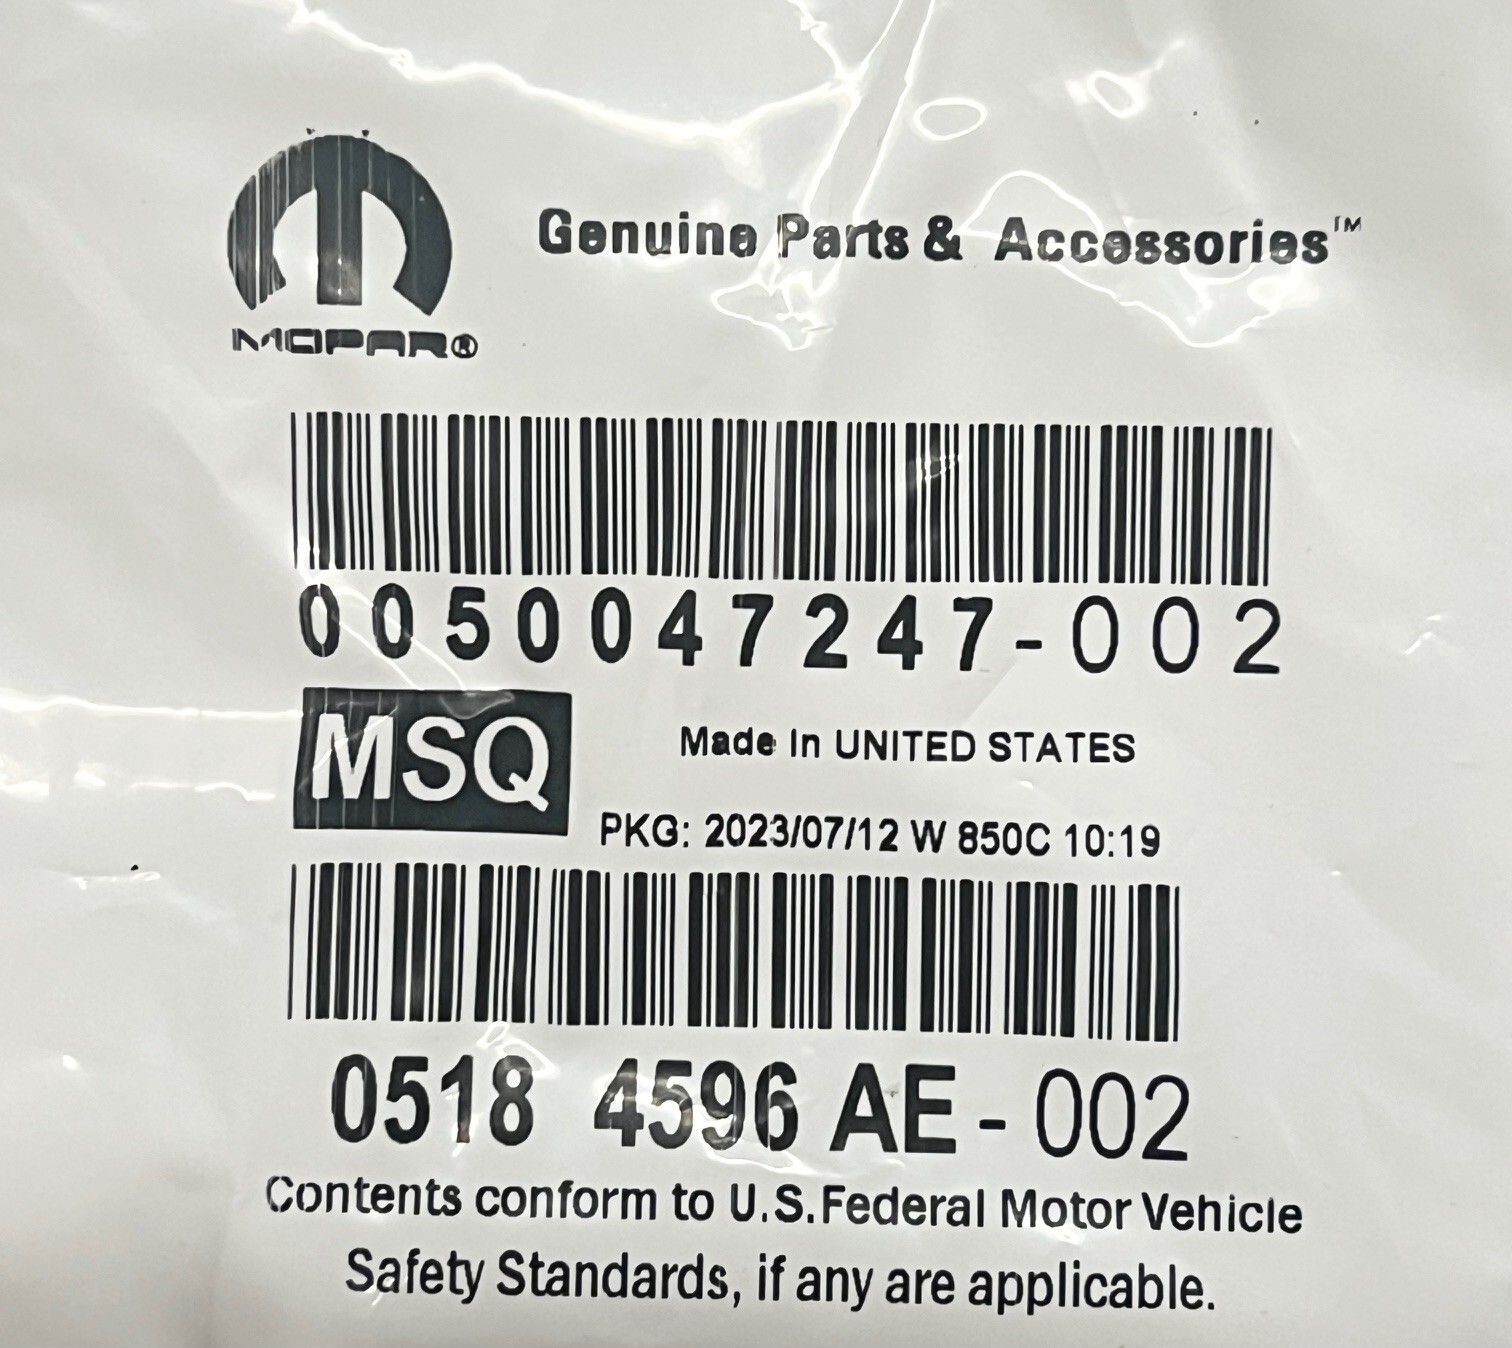 Genuine Parts & Accessories™
MOPAR®
0050047247-002
MSQ
Made In UNITED STATES
PKG: 2023/07/12 W 850C 10:19
0518 4596 AE - 002
Contents conform to U.S.Federal Motor Vehicle
Safety Standards, if any are applicable.